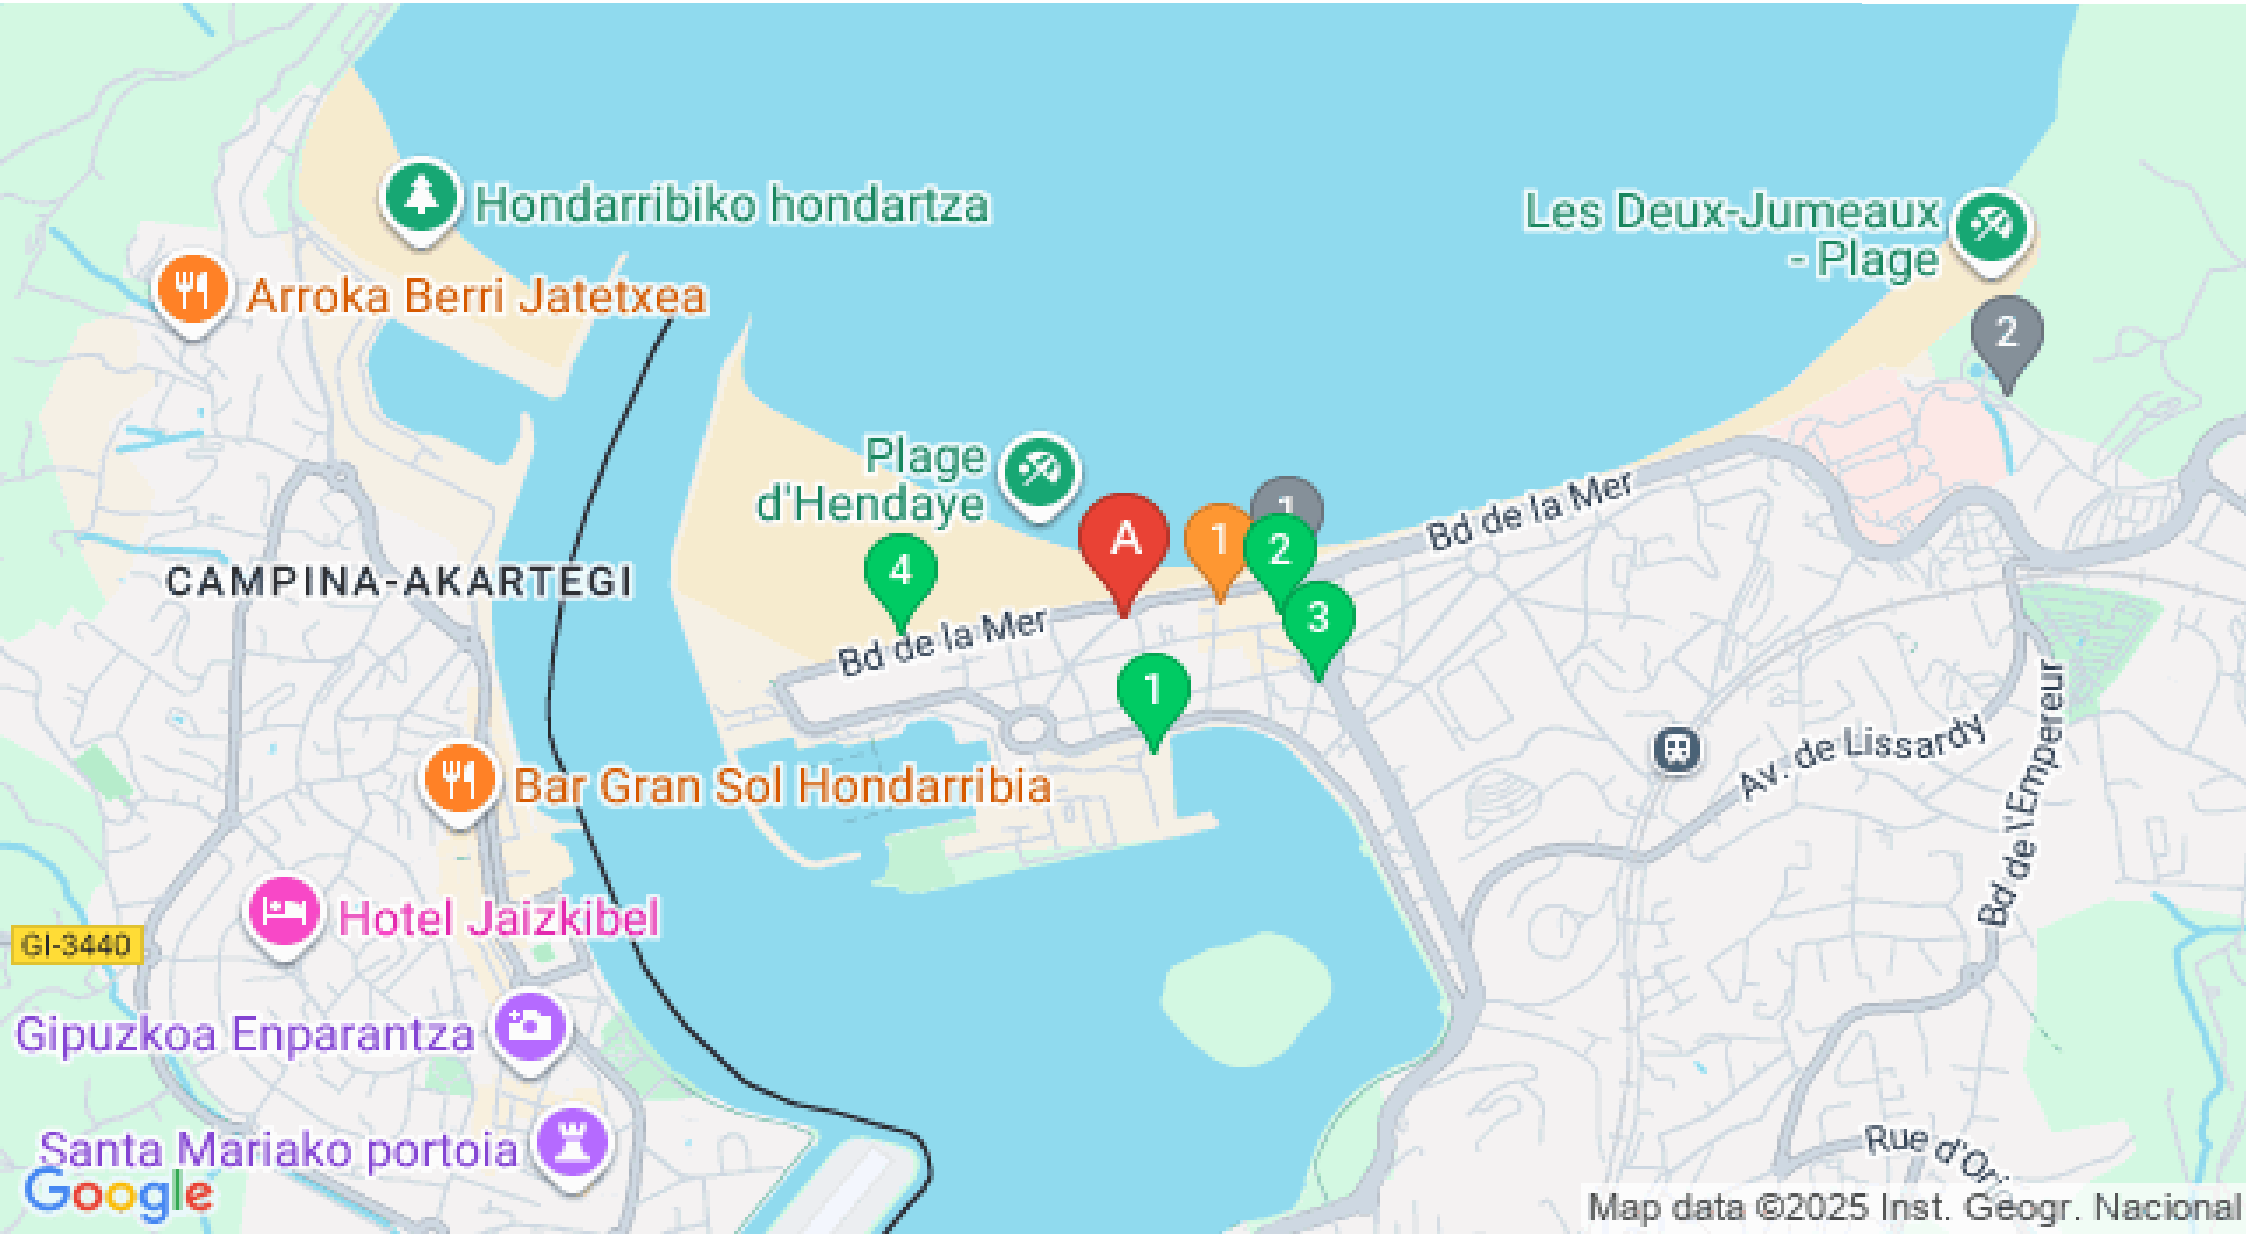 Hondarribiko hondartza
Les Deux-Jumeaux
- Plage
Arroka Berri Jatetxea
2
Plage
d'Hendaye
A
1
1
2
4
3
1
Bd de la Mer
Bd de la Mer
CAMPINA-AKARTEGI
Bar Gran Sol Hondarribia
Av. de Lissardy
Bd de l'Empereur
Hotel Jaizkibel
GI-3440
Gipuzkoa Enparantza
Santa Mariako portoia
Google
Rue d'Ori
Map data ©2025 Inst. Geogr. Nacional